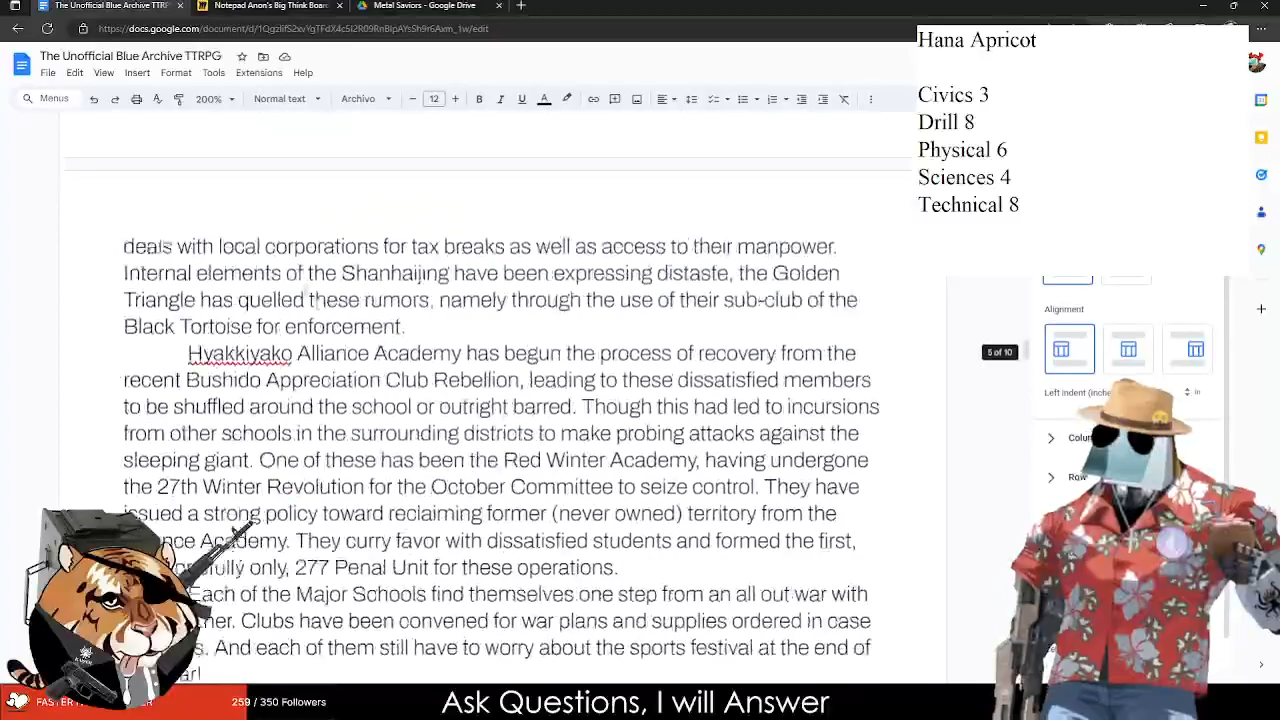 The Unofficial Blue Archive TTRP
Notepad Anon's Big Think Board
Metal Saviors - Google Drive
The Unofficial Blue Archive TTRPG
File Edit View Insert Format Tools Extensions Help
Menus
200%
Normal text
Archivo
12
Hana Apricot
Civics 3
Drill 8
Physical 6
Sciences 4
Technical 8
deals with local corporations for tax breaks as well as access to their manpower.
Internal elements of the Shanhaijing have been expressing distaste, the Golden
Triangle has quelled these rumors, namely through the use of their sub-club of the
Black Tortoise for enforcement.
Hyakkiyako Alliance Academy has begun the process of recovery from the
recent Bushido Appreciation Club Rebellion, leading to these dissatisfied members
to be shuffled around the school or outright barred. Though this had led to incursions
from other schools in the surrounding districts to make probing attacks against the
sleeping giant. One of these has been the Red Winter Academy, having undergone
the 27th Winter Revolution for the October Committee to seize control. They have
issued a strong policy toward reclaiming former (never owned) territory from the
Academy. They curry favor with dissatisfied students and formed the first,
only, 277 Penal Unit for these operations.
Each of the Major Schools find themselves one step from an all out war with
Clubs have been convened for war plans and supplies ordered in case
And each of them still have to worry about the sports festival at the end of
5 of 10
Alignment
Left indent
in
259 / 350 Followers
Ask Questions, I will Answer